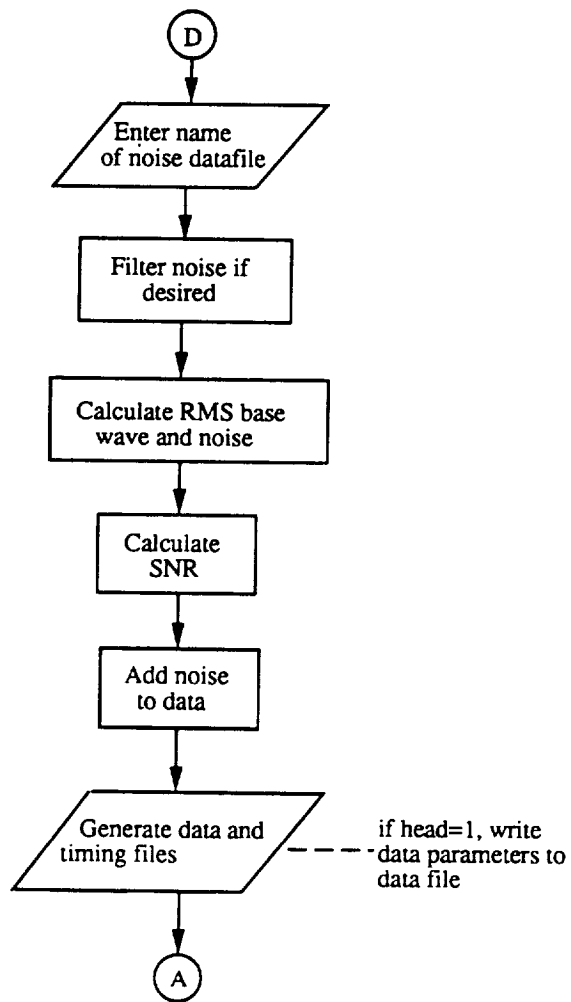 D
Enter name
of noise datafile
Filter noise if
desired
Calculate RMS base
wave and noise
Calculate
SNR
Add noise
to data
Generate data and
timing files
if head=1, write
data parameters to
data file
A